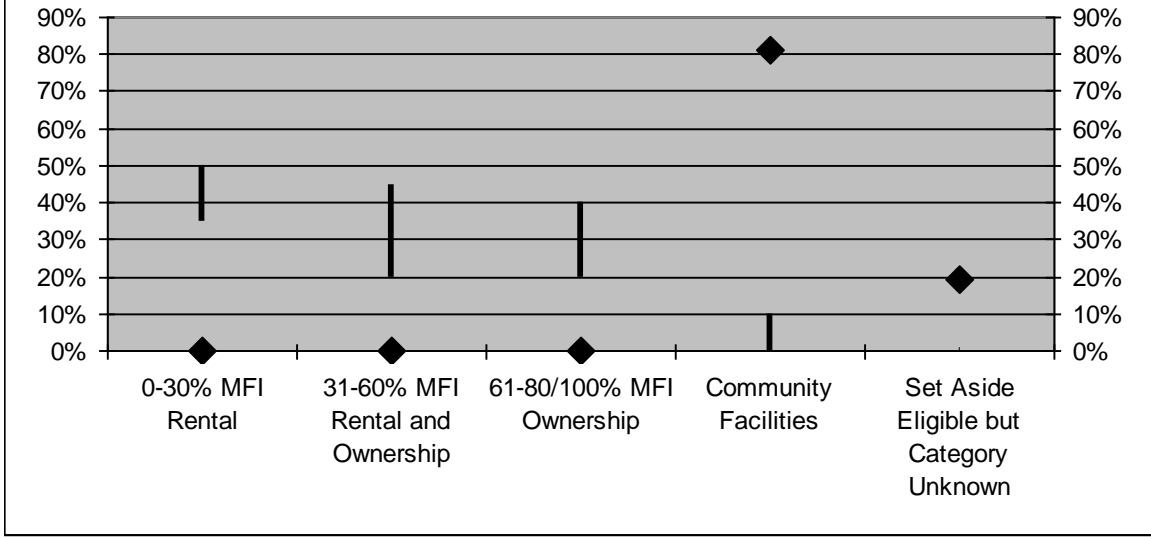 90% 90%
80% 80%
70% 70%
60% 60%
50% 50%
40% 40%
30% 30%
20% 20%
10% 10%
0% 0%
0-30% MFI 31-60% MFI 61-80/100% MFI Community Set Aside
Rental Rental and Ownership Facilities Eligible but
Ownership Category
Unknown